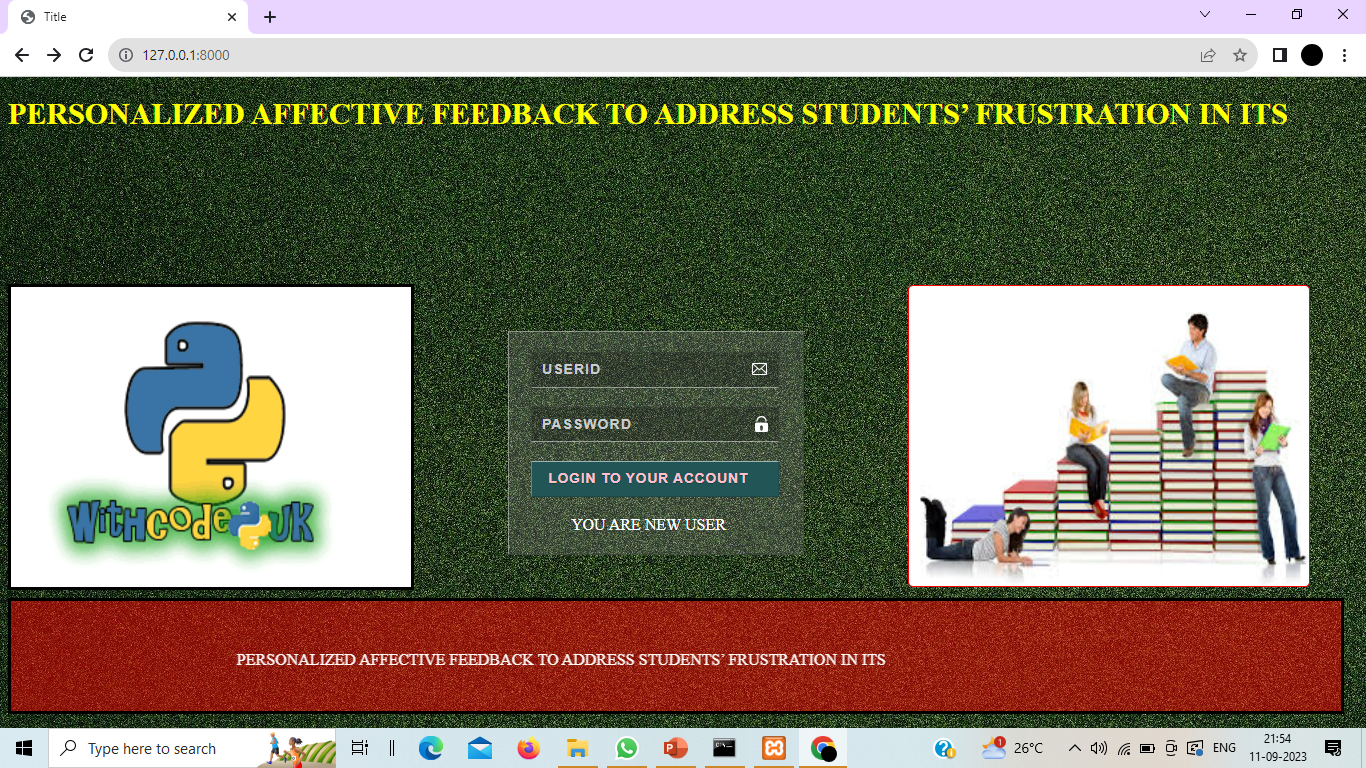 Title
127.0.0.1:8000
PERSONALIZED AFFECTIVE FEEDBACK TO ADDRESS STUDENTS’ FRUSTRATION IN ITS
WitHcodeUK
USERID
PASSWORD
LOGIN TO YOUR ACCOUNT
YOU ARE NEW USER
PERSONALIZED AFFECTIVE FEEDBACK TO ADDRESS STUDENTS’ FRUSTRATION IN ITS
Type here to search
1
26°C
ENG
21:54
11-09-2023